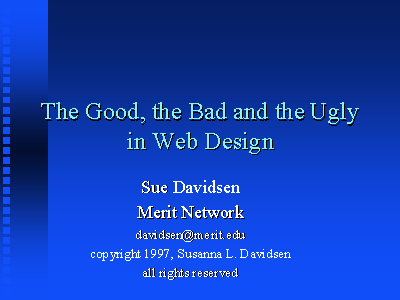 The Good, the Bad and the Ugly
in Web Design
Sue Davidsen
Merit Network
davidsen@merit.edu
copyright 1997, Susanna L. Davidsen
all rights reserved